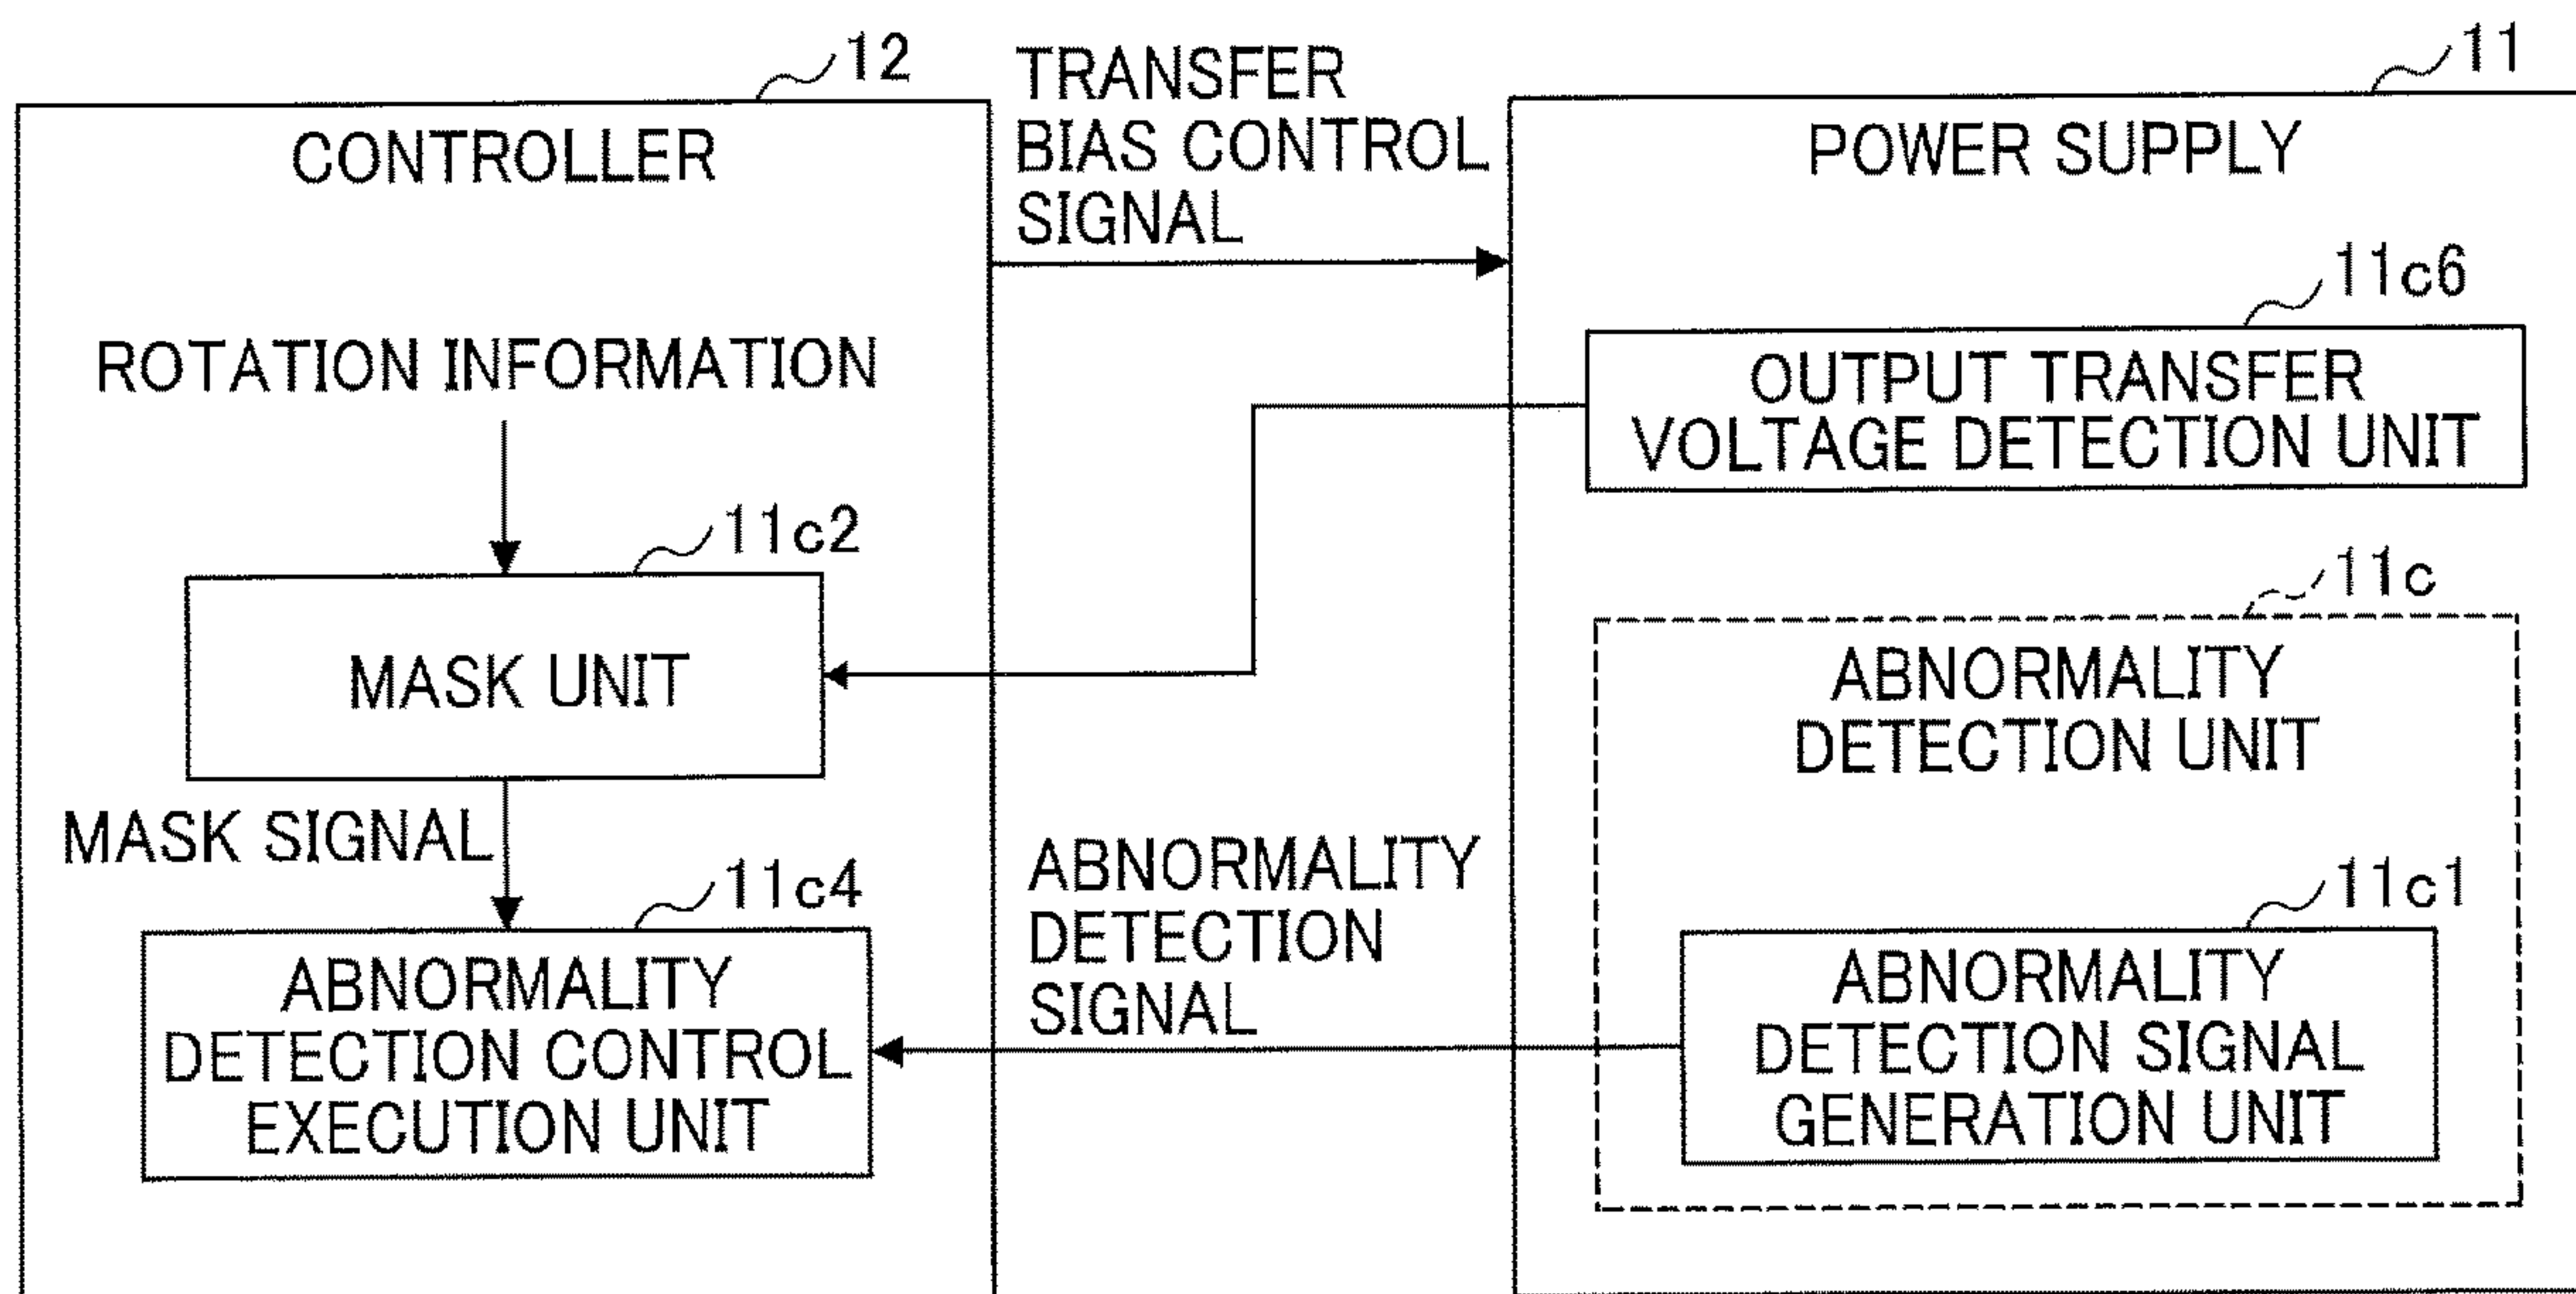 12
CONTROLLER
ROTATION INFORMATION
11c2
MASK UNIT
MASK SIGNAL
11c4
ABNORMALITY
DETECTION CONTROL
EXECUTION UNIT
TRANSFER
BIAS CONTROL
SIGNAL
ABNORMALITY
DETECTION
SIGNAL
11
POWER SUPPLY
11c6
OUTPUT TRANSFER
VOLTAGE DETECTION UNIT
11c
ABNORMALITY
DETECTION UNIT
11c1
ABNORMALITY
DETECTION SIGNAL
GENERATION UNIT